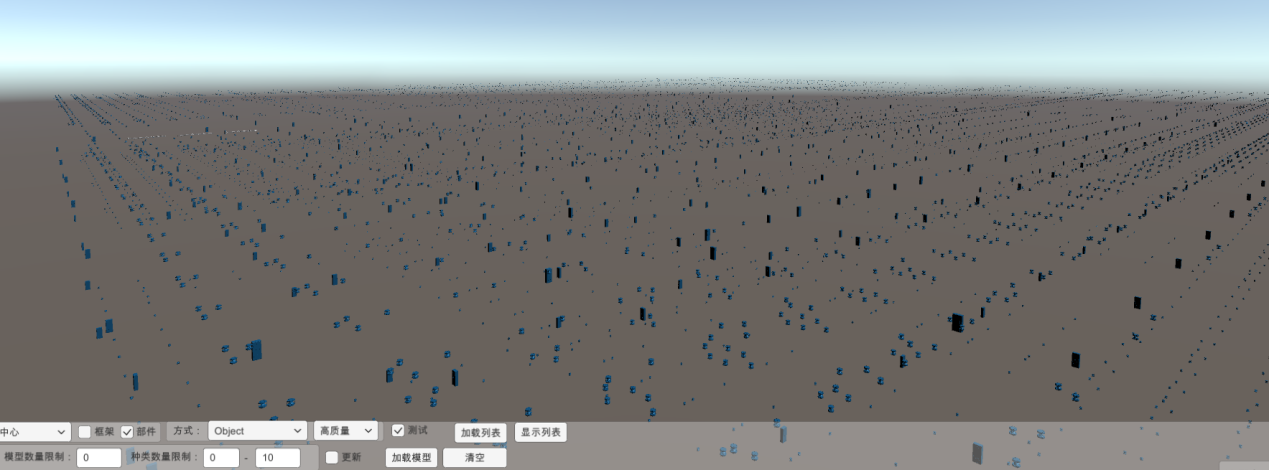 中心 框架 部件 方式： Object 高质量 测试 加载列表 显示列表
模型数量限制： 0 种类数量限制： 0 - 10 更新 加载模型 清空